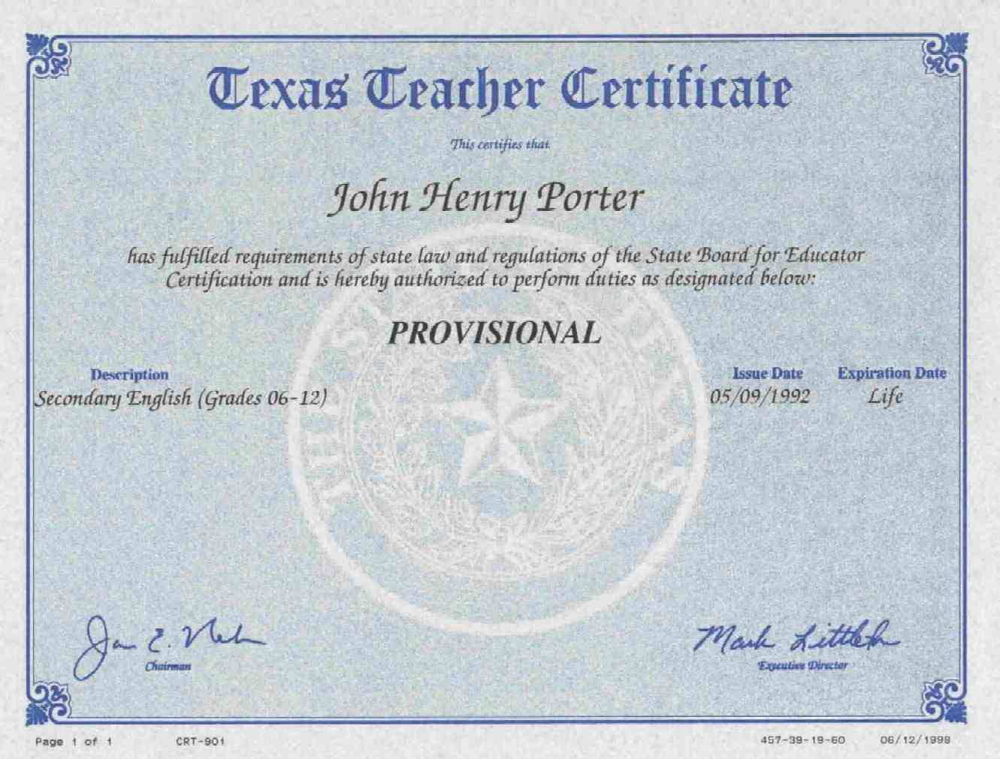 Texas Teacher Certificate
This certifies that
John Henry Porter
has fulfilled requirements of state law and regulations of the State Board for Educator
Certification and is hereby authorized to perform duties as designated below:
PROVISIONAL
Description Issue Date Expiration Date
Secondary English (Grades 06-12) 05/09/1992 Life
Mark
Chairman Executive Director
Page 1 of 1 CRT-901 457-39-19-60 06/12/1998